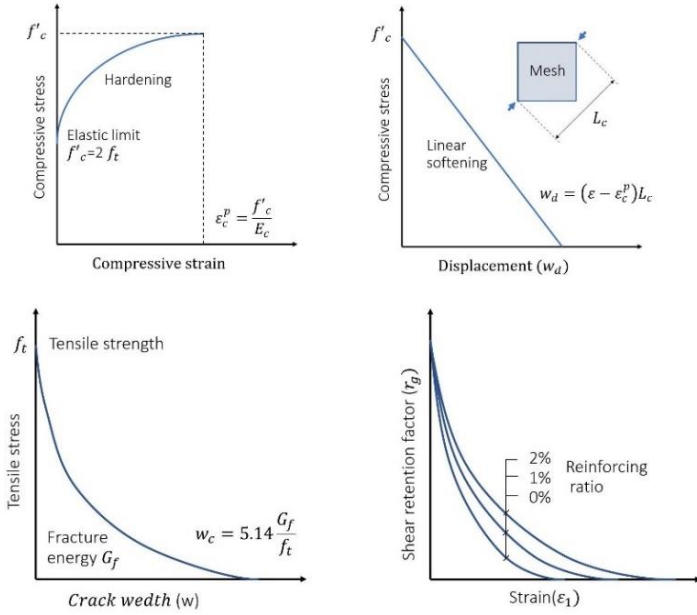 f'c
Compressive stress
Hardening
Elastic limit
f'c=2 ft
εcp = f'c/Ec
Compressive strain
f'c
Compressive stress
Mesh
Lc
Linear
softening
wd = (ε − εcp)Lc
Displacement (wd)
ft
Tensile strength
Tensile stress
Fracture
energy Gf
wc = 5.14 Gf/ft
Crack wedth (w)
Shear retention factor (rg)
2%
1%
0%
Reinforcing
ratio
Strain(ε1)